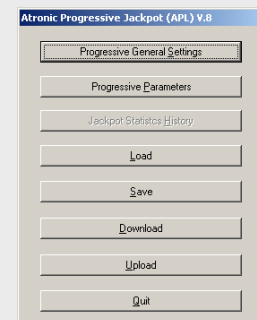 Atronic Progressive Jackpot (APL) V.8
Progressive General Settings
Progressive Parameters
Jackpot Statistcs History
Load
Save
Download
Upload
Quit